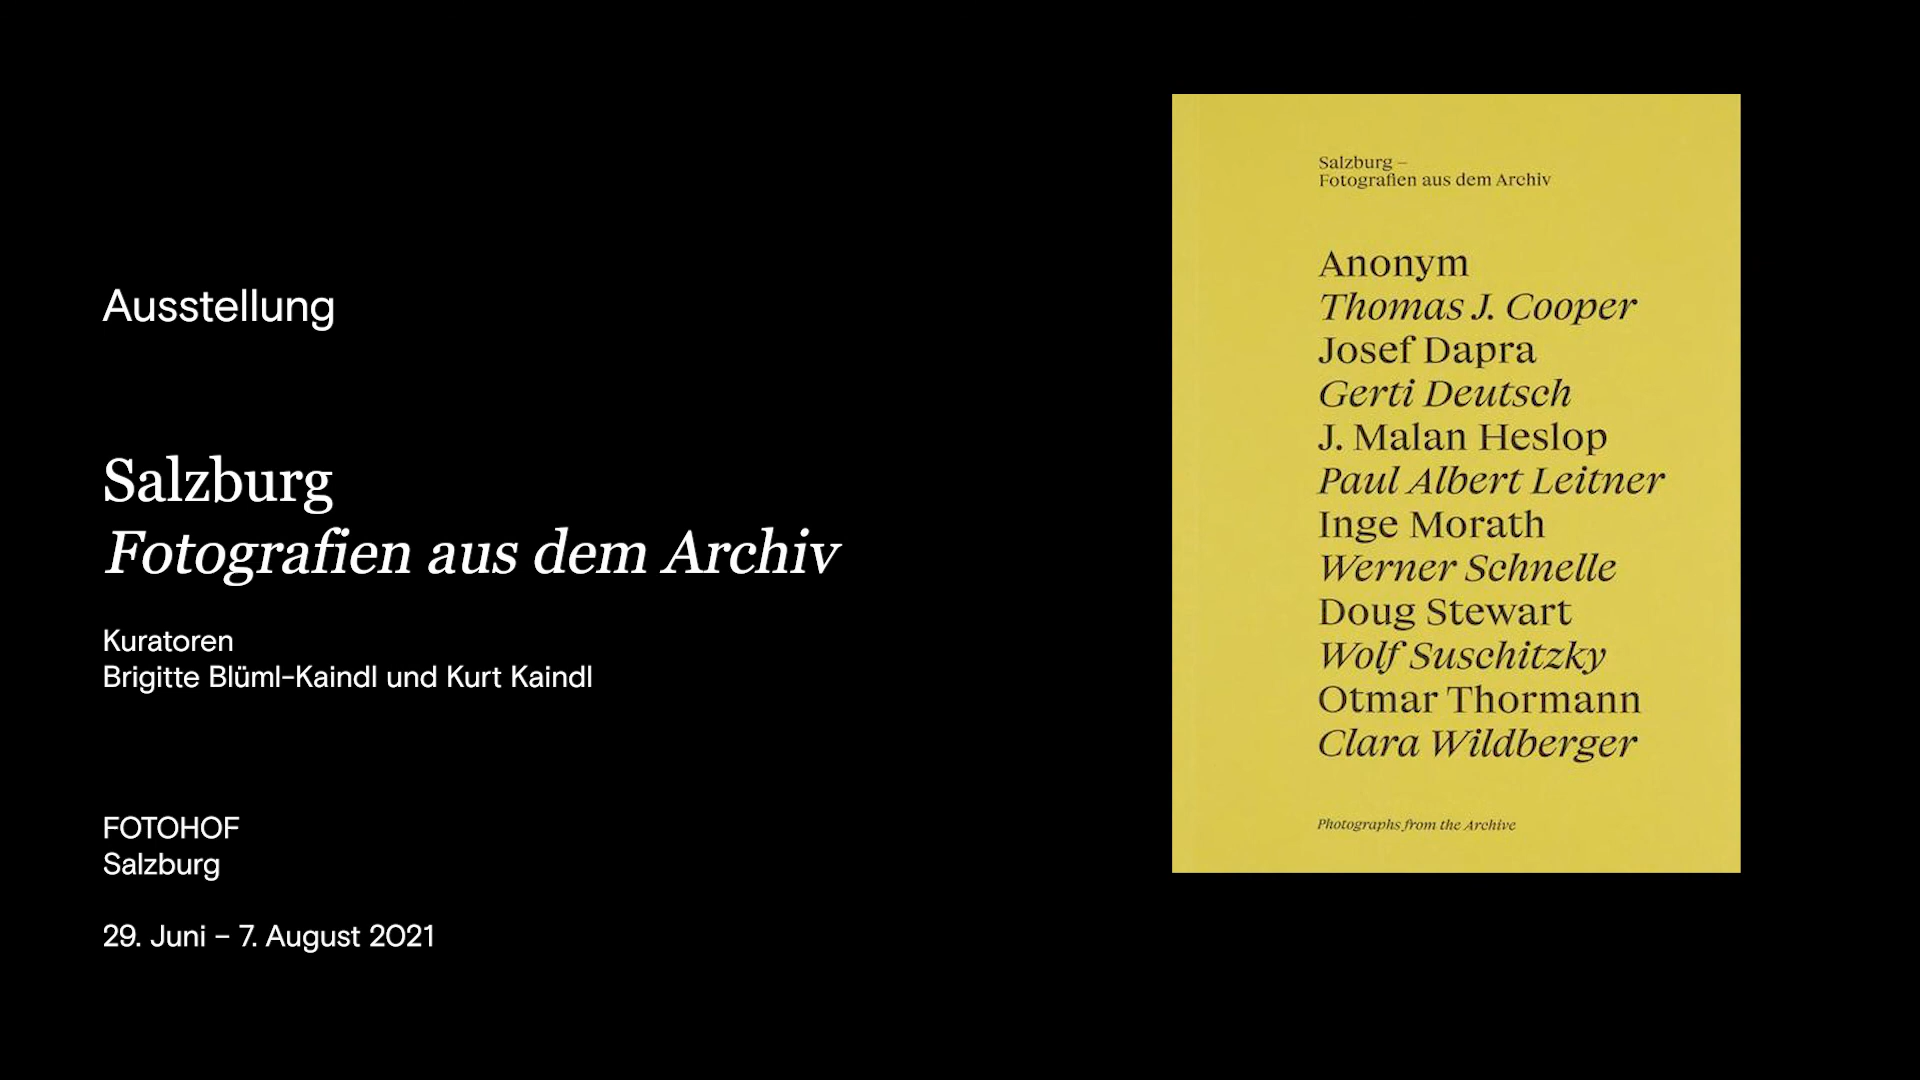 Ausstellung
Salzburg
Fotografien aus dem Archiv
Kuratoren
Brigitte Blüml-Kaindl und Kurt Kaindl
FOTOHOF
Salzburg
29. Juni – 7. August 2021
Salzburg –
Fotografien aus dem Archiv
Anonym
Thomas J. Cooper
Josef Dapra
Gerti Deutsch
J. Malan Heslop
Paul Albert Leitner
Inge Morath
Werner Schnelle
Doug Stewart
Wolf Suschitzky
Otmar Thormann
Clara Wildberger
Photographs from the Archive